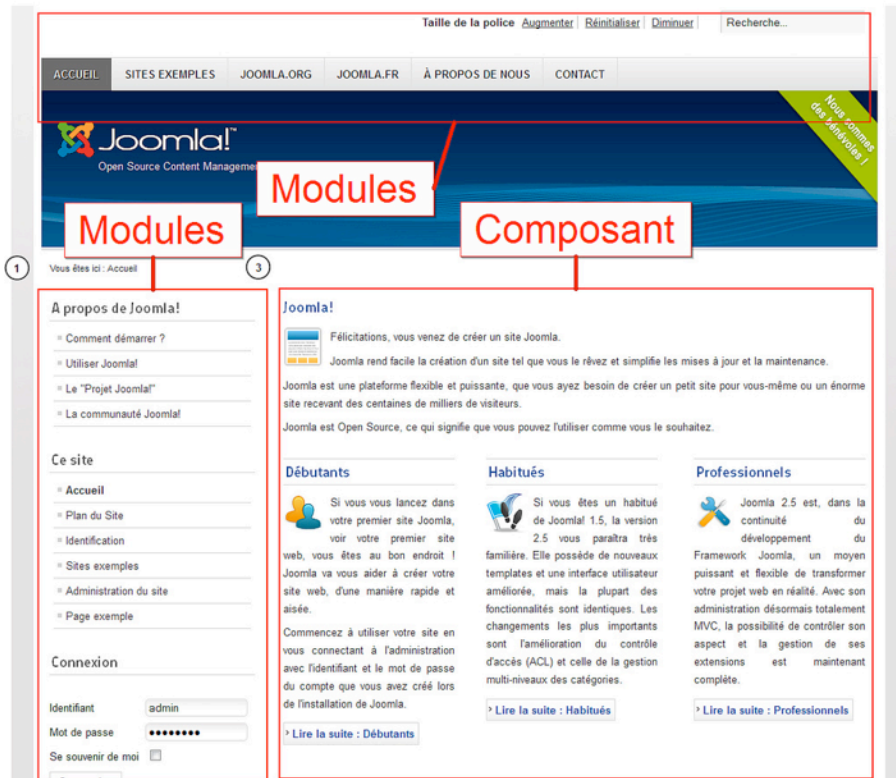 Taille de la police Augmenter Réinitialiser Diminuer Recherche...
ACCUEIL SITES EXEMPLES JOOMLA.ORG JOOMLA.FR À PROPOS DE NOUS CONTACT
Nous sommes
des bénévoles !
Joomla!™
Open Source Content
Modules
Modules
Composant
1
Vous êtes ici : Accueil
3
A propos de Joomla!
Comment démarrer ?
Utiliser Joomla!
Le "Projet Joomla!"
La communauté Joomla!
Ce site
Accueil
Plan du Site
Identification
Sites exemples
Administration du site
Page exemple
Connexion
Identifiant admin
Mot de passe ••••••••
Se souvenir de moi
Joomla!
Félicitations, vous venez de créer un site Joomla.
Joomla rend facile la création d'un site tel que vous le rêvez et simplifie les mises à jour et la maintenance.
Joomla est une plateforme flexible et puissante, que vous ayez besoin de créer un petit site pour vous-même ou un énorme
site recevant des centaines de milliers de visiteurs.
Joomla est Open Source, ce qui signifie que vous pouvez l'utiliser comme vous le souhaitez.
Débutants
Si vous vous lancez dans
votre premier site Joomla,
voir votre premier site
web, vous êtes au bon endroit !
Joomla va vous aider à créer votre
site web, d'une manière rapide et
aisée.
Commencez à utiliser votre site en
vous connectant à l'administration
avec l'identifiant et le mot de passe
du compte que vous avez créé lors
de l'installation de Joomla.
Lire la suite : Débutants
Habitués
Si vous êtes un habitué
de Joomla! 1.5, la version
2.5 vous paraîtra très
familière. Elle possède de nouveaux
templates et une interface utilisateur
améliorée, mais la plupart des
fonctionnalités sont identiques. Les
changements les plus importants
sont l'amélioration du contrôle
d'accès (ACL) et celle de la gestion
multi-niveaux des catégories.
Lire la suite : Habitués
Professionnels
Joomla 2.5 est, dans la
continuité du
développement du
Framework Joomla, un moyen
puissant et flexible de transformer
votre projet web en réalité. Avec son
administration désormais totalement
MVC, la possibilité de contrôler son
aspect et la gestion de ses
extensions est maintenant
complète.
Lire la suite : Professionnels